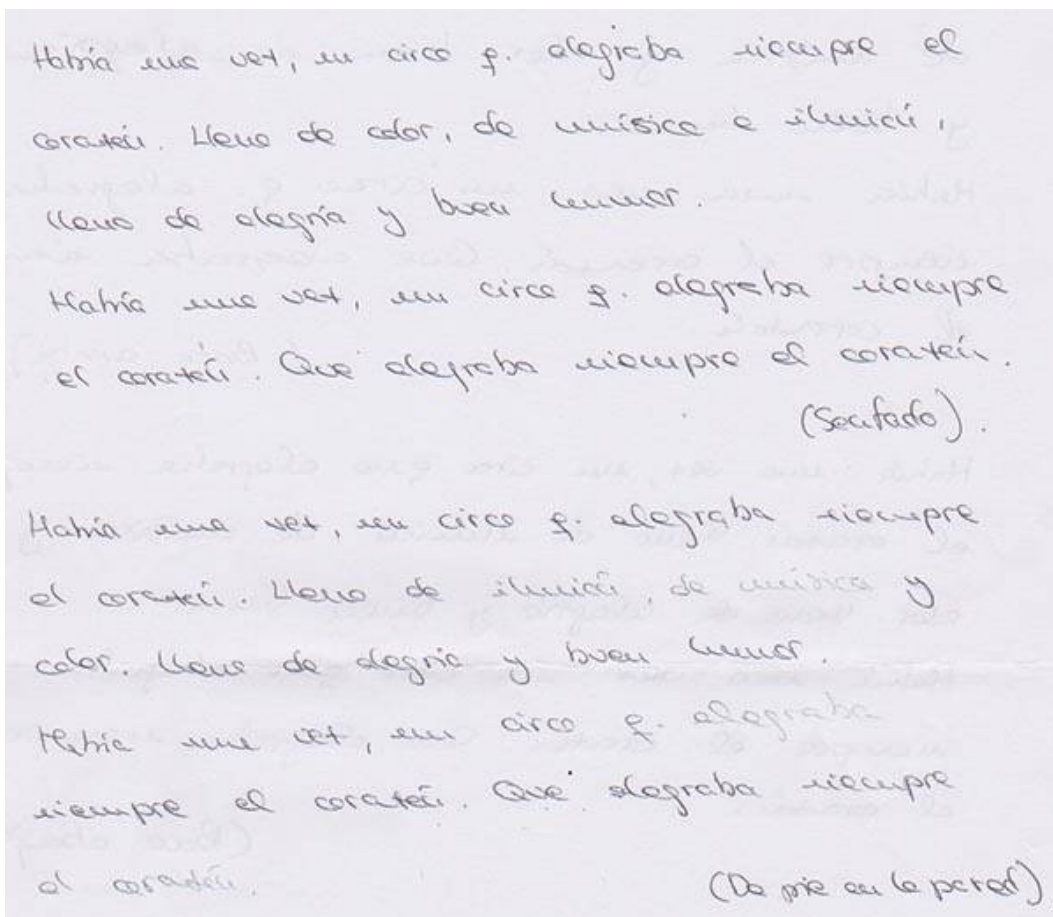 Había una vez, un circo q. alegraba siempre el
corazón. Lleno de color, de música e ilusión,
lleno de alegría y buen humor.
Había una vez, un circo q. alegraba siempre
el corazón. Que alegraba siempre el corazón.
(Sentado).
Había una vez, un circo q. alegraba siempre
el corazón. Lleno de ilusión, de música y
color. Lleno de alegría y buen humor.
Había una vez, un circo q. alegraba
siempre el corazón. Que alegraba siempre
el corazón.
(De pie en la pared)